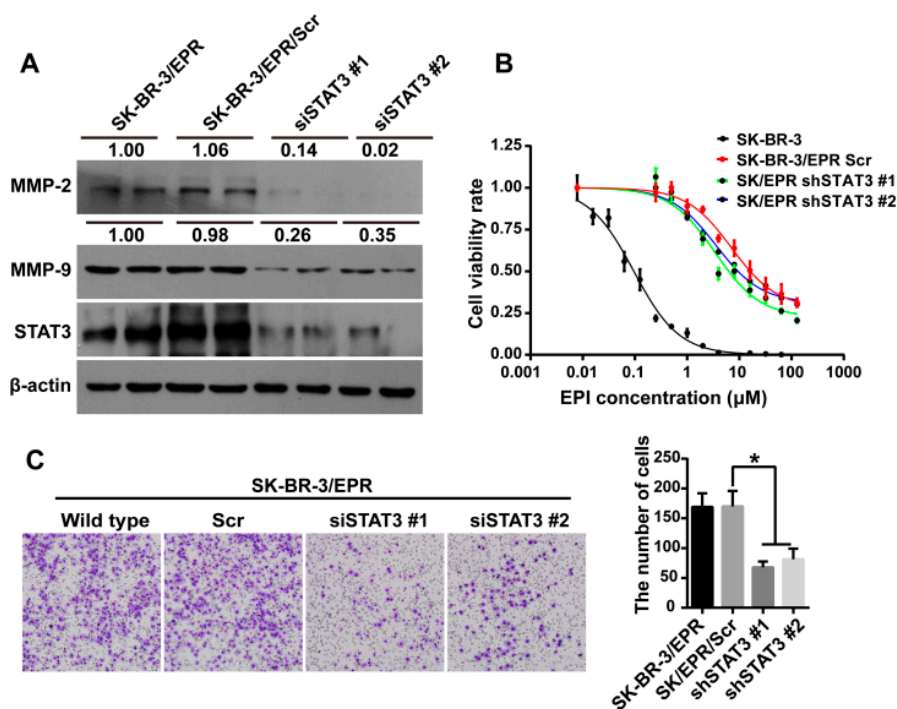 A
SK-BR-3/EPR
SK-BR-3/EPR/Scr
siSTAT3 #1
siSTAT3 #2
1.00 1.06 0.14 0.02
MMP-2
1.00 0.98 0.26 0.35
MMP-9
STAT3
β-actin
B
SK-BR-3
SK-BR-3/EPR Scr
SK/EPR shSTAT3 #1
SK/EPR shSTAT3 #2
Cell viability rate
1.25
1.00
0.75
0.50
0.25
0.00
0.001 0.01 0.1 1 10 100 1000
EPI concentration (μM)
C
SK-BR-3/EPR
Wild type Scr siSTAT3 #1 siSTAT3 #2
The number of cells
250
200
150
100
50
0
*
SK-BR-3/EPR
SK/EPR/Scr
shSTAT3 #1
shSTAT3 #2